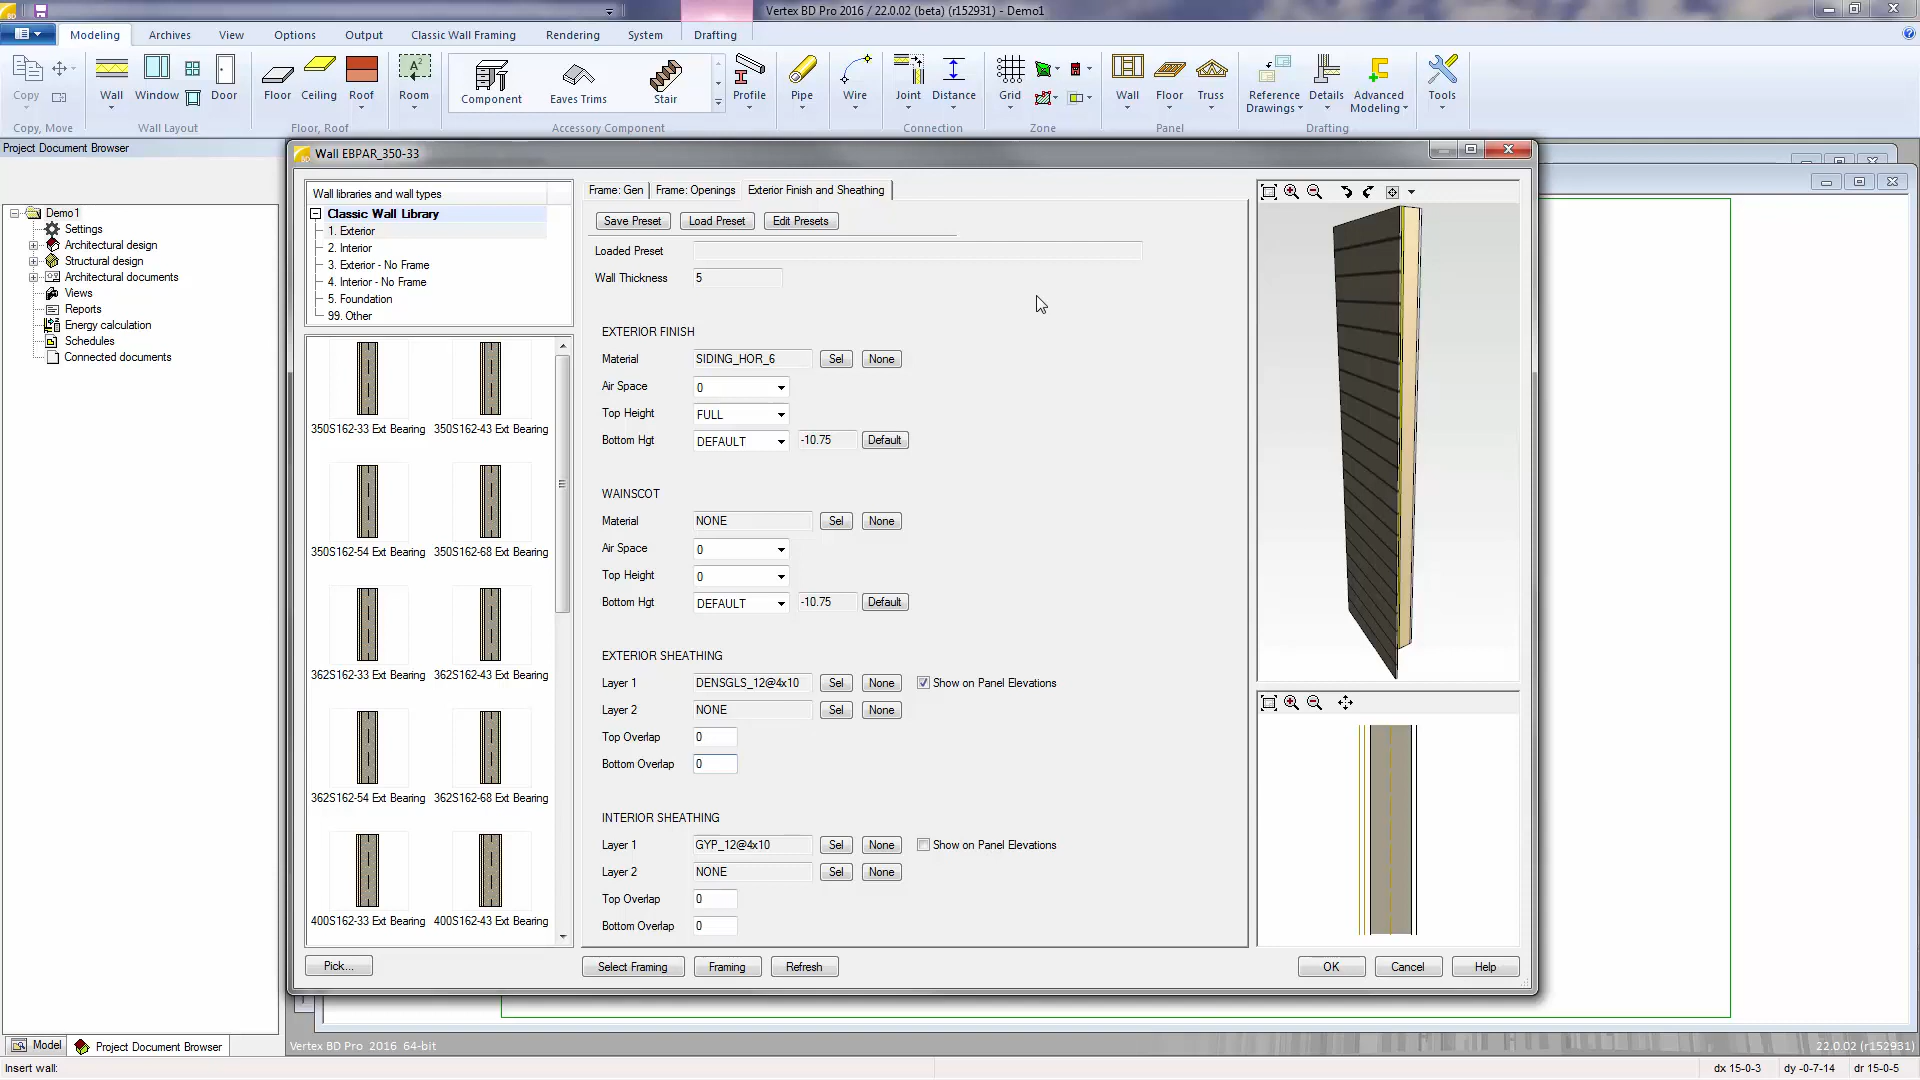 Vertex BD Pro 2016 / 22.0.02 (beta) (r152931) - Demo1
Modeling Archives View Options Output Classic Wall Framing Rendering System Drafting
Copy Wall Window Door Floor Ceiling Roof Room Component Eaves Trims Stair Profile Pipe Wire Joint Distance Grid Wall Floor Truss Reference Drawings Details Advanced Modeling Tools
Copy, Move Wall Layout Floor, Roof Accessory Component Connection Zone Panel Drafting
Project Document Browser
Demo1
Settings
Architectural design
Structural design
Architectural documents
Views
Reports
Energy calculation
Schedules
Connected documents
Wall EBPAR_350-33
Wall libraries and wall types
Classic Wall Library
1. Exterior
2. Interior
3. Exterior - No Frame
4. Interior - No Frame
5. Foundation
99. Other
350S162-33 Ext Bearing 350S162-43 Ext Bearing
350S162-54 Ext Bearing 350S162-68 Ext Bearing
362S162-33 Ext Bearing 362S162-43 Ext Bearing
362S162-54 Ext Bearing 362S162-68 Ext Bearing
400S162-33 Ext Bearing 400S162-43 Ext Bearing
Pick...
Frame: Gen Frame: Openings Exterior Finish and Sheathing
Save Preset Load Preset Edit Presets
Loaded Preset
Wall Thickness 5
EXTERIOR FINISH
Material SIDING_HOR_6 Sel None
Air Space 0
Top Height FULL
Bottom Hgt DEFAULT -10.75 Default
WAINSCOT
Material NONE Sel None
Air Space 0
Top Height 0
Bottom Hgt DEFAULT -10.75 Default
EXTERIOR SHEATHING
Layer 1 DENSGLS_12@4x10 Sel None Show on Panel Elevations
Layer 2 NONE Sel None
Top Overlap 0
Bottom Overlap 0
INTERIOR SHEATHING
Layer 1 GYP_12@4x10 Sel None Show on Panel Elevations
Layer 2 NONE Sel None
Top Overlap 0
Bottom Overlap 0
Select Framing Framing Refresh OK Cancel Help
Model Project Document Browser
Vertex BD Pro 2016 64-bit 22.0.02 (r152931)
Insert wall: dx 15-0-3 dy -0-7-14 dr 15-0-5